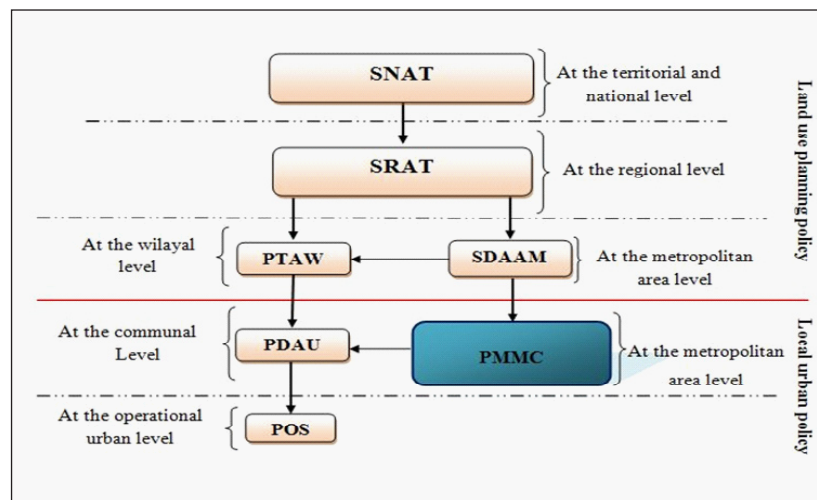 SNAT
At the territorial and
national level
SRAT
At the regional level
Land use planning policy
At the wilayal
level
PTAW
SDAAM
At the metropolitan
area level
At the communal
Level
PDAU
PMMC
At the metropolitan
area level
Local urban policy
At the operational
urban level
POS